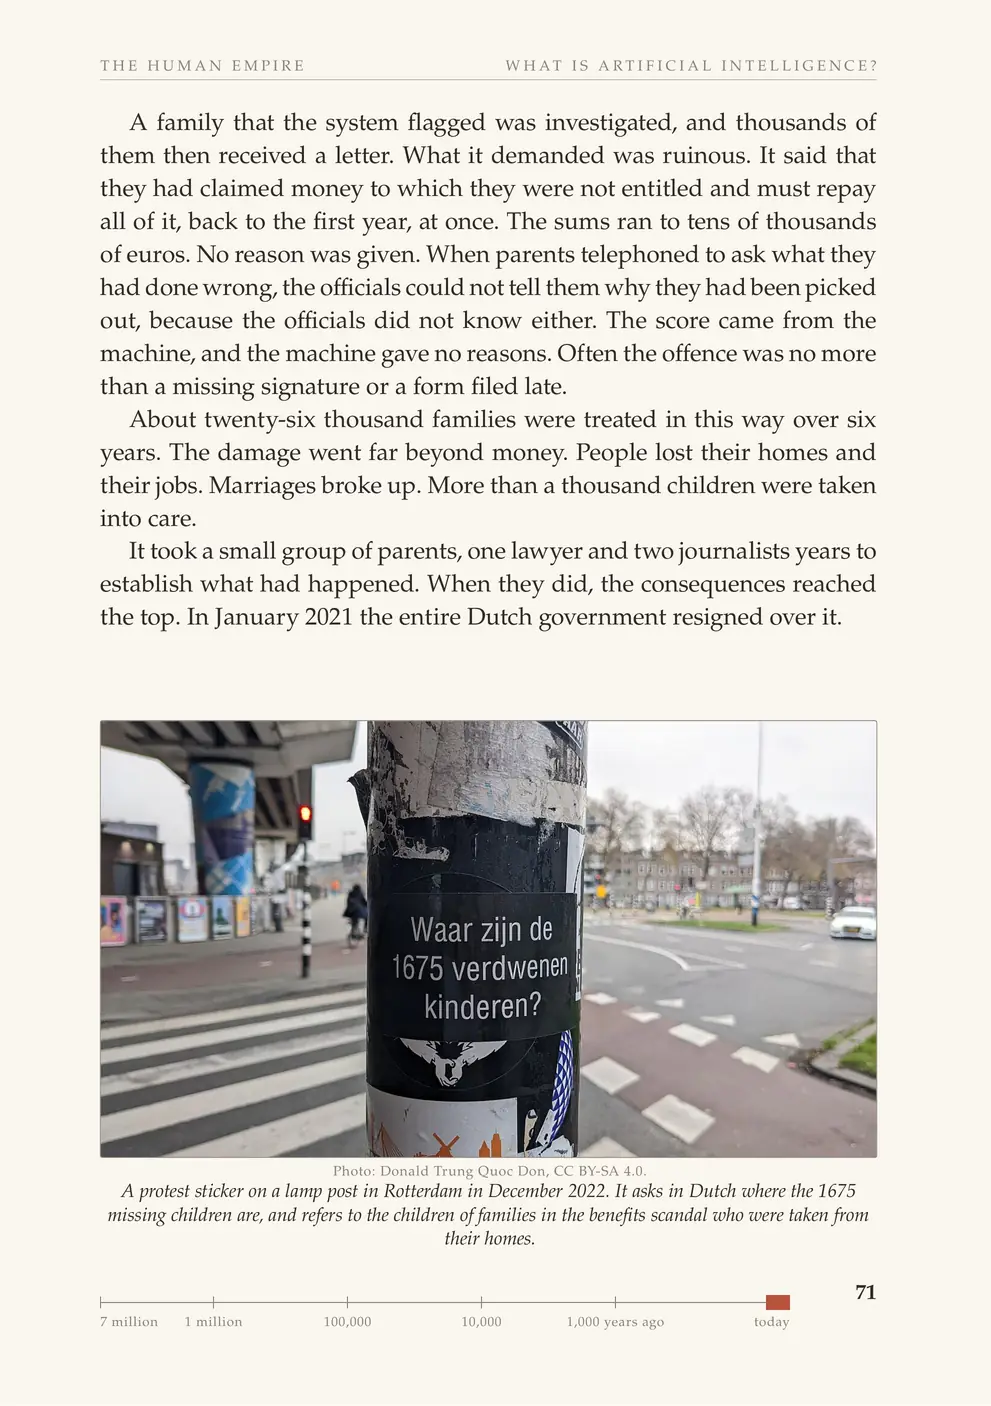 THE HUMAN EMPIRE
WHAT IS ARTIFICIAL INTELLIGENCE?
A family that the system flagged was investigated, and thousands of
them then received a letter. What it demanded was ruinous. It said that
they had claimed money to which they were not entitled and must repay
all of it, back to the first year, at once. The sums ran to tens of thousands
of euros. No reason was given. When parents telephoned to ask what they
had done wrong, the officials could not tell them why they had been picked
out, because the officials did not know either. The score came from the
machine, and the machine gave no reasons. Often the offence was no more
than a missing signature or a form filed late.
About twenty-six thousand families were treated in this way over six
years. The damage went far beyond money. People lost their homes and
their jobs. Marriages broke up. More than a thousand children were taken
into care.
It took a small group of parents, one lawyer and two journalists years to
establish what had happened. When they did, the consequences reached
the top. In January 2021 the entire Dutch government resigned over it.
Waar zijn de
1675 verdwenen
kinderen?
Photo: Donald Trung Quoc Don, CC BY-SA 4.0.
A protest sticker on a lamp post in Rotterdam in December 2022. It asks in Dutch where the 1675
missing children are, and refers to the children of families in the benefits scandal who were taken from
their homes.
71
7 million 1 million 100,000 10,000 1,000 years ago today